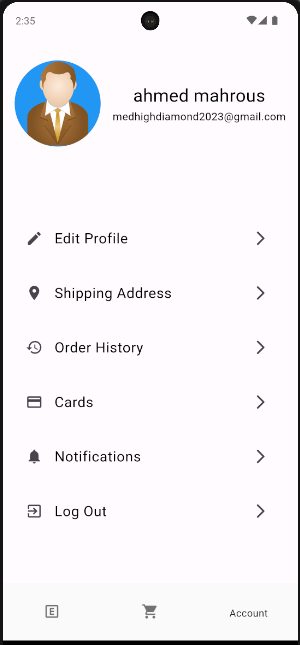 2:35
ahmed mahrous
medhighdiamond2023@gmail.com
Edit Profile
Shipping Address
Order History
Cards
Notifications
Log Out
E
Account